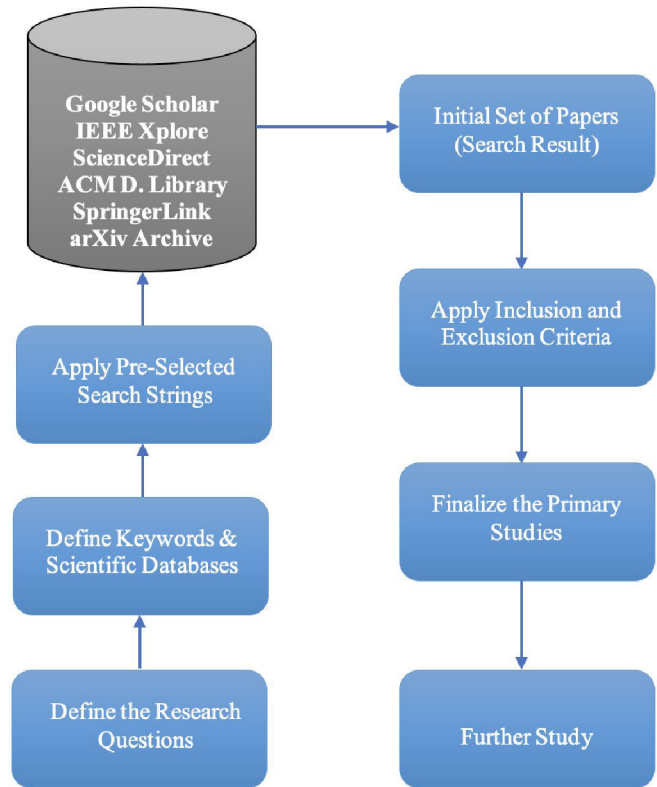 Google Scholar
IEEE Xplore
ScienceDirect
ACM D. Library
SpringerLink
arXiv Archive
Apply Pre-Selected
Search Strings
Define Keywords &
Scientific Databases
Define the Research
Questions
Initial Set of Papers
(Search Result)
Apply Inclusion and
Exclusion Criteria
Finalize the Primary
Studies
Further Study